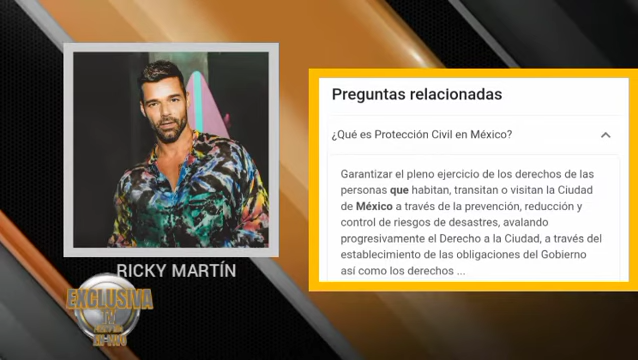 Preguntas relacionadas
¿Qué es Protección Civil en México?
Garantizar el pleno ejercicio de los derechos de las
personas que habitan, transitan o visitan la Ciudad
de México a través de la prevención, reducción y
control de riesgos de desastres, avalando
progresivamente el Derecho a la Ciudad, a través del
establecimiento de las obligaciones del Gobierno
así como los derechos ...
RICKY MARTÍN
EXCLUSIVA
TV
EN VIVO